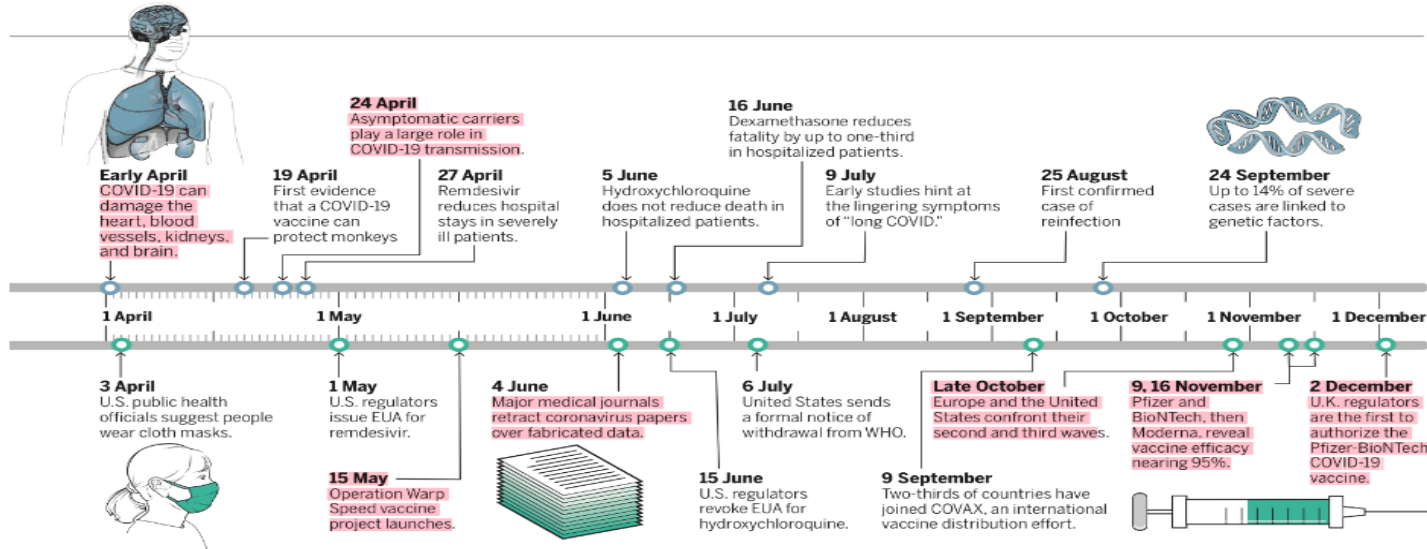 24 April
Asymptomatic carriers
play a large role in
COVID-19 transmission.
16 June
Dexamethasone reduces
fatality by up to one-third
in hospitalized patients.
Early April
COVID-19 can
damage the
heart, blood
vessels, kidneys,
and brain.
19 April
First evidence
that a COVID-19
vaccine can
protect monkeys
27 April
Remdesivir
reduces hospital
stays in severely
ill patients.
5 June
Hydroxychloroquine
does not reduce death in
hospitalized patients.
9 July
Early studies hint at
the lingering symptoms
of “long COVID.”
25 August
First confirmed
case of
reinfection
24 September
Up to 14% of severe
cases are linked to
genetic factors.
1 April
1 May
1 June
1 July
1 August
1 September
1 October
1 November
1 December
3 April
U.S. public health
officials suggest people
wear cloth masks.
1 May
U.S. regulators
issue EUA for
remdesivir.
15 May
Operation Warp
Speed vaccine
project launches.
4 June
Major medical journals
retract coronavirus papers
over fabricated data.
15 June
U.S. regulators
revoke EUA for
hydroxychloroquine.
6 July
United States sends
a formal notice of
withdrawal from WHO.
9 September
Two-thirds of countries have
joined COVAX, an international
vaccine distribution effort.
Late October
Europe and the United
States confront their
second and third waves.
9, 16 November
Pfizer and
BioNTech, then
Moderna, reveal
vaccine efficacy
nearing 95%.
2 December
U.K. regulators
are the first to
authorize the
Pfizer-BioNTech
COVID-19
vaccine.